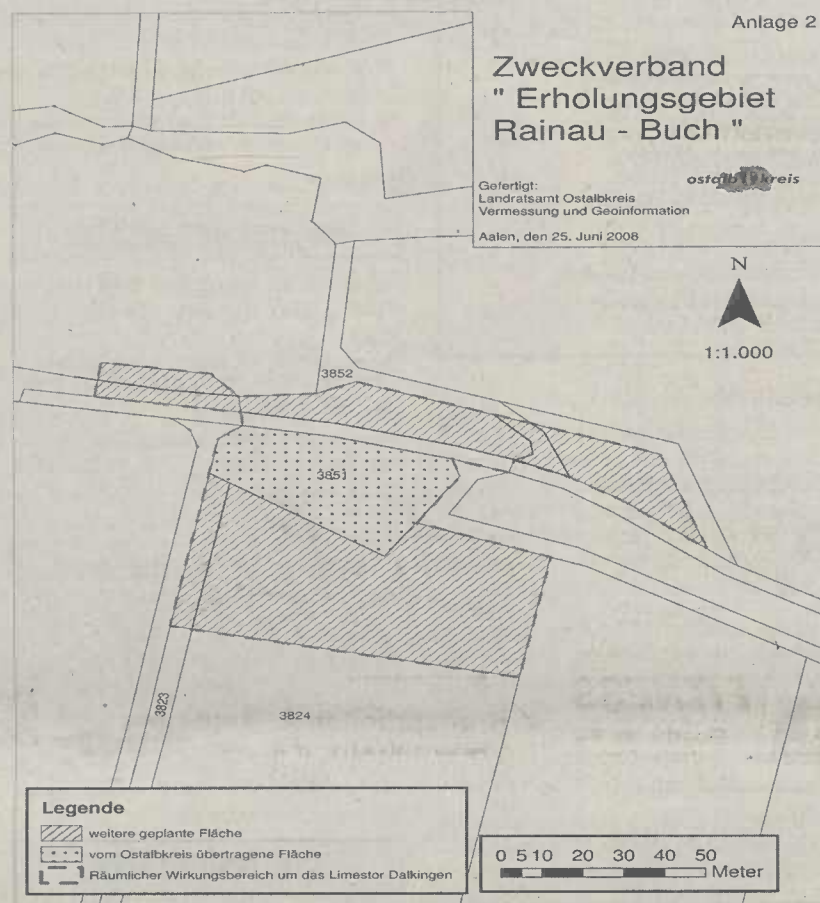 Anlage 2
Zweckverband
" Erholungsgebiet
Rainau - Buch "
ostalbkreis
Gefertigt:
Landratsamt Ostalbkreis
Vermessung und Geoinformation
Aalen, den 25. Juni 2008
N
1:1.000
3852
3851
3823
3824
Legende
weitere geplante Fläche
vom Ostalbkreis übertragene Fläche
Räumlicher Wirkungsbereich um das Limestor Dalkingen
0 5 10 20 30 40 50
Meter